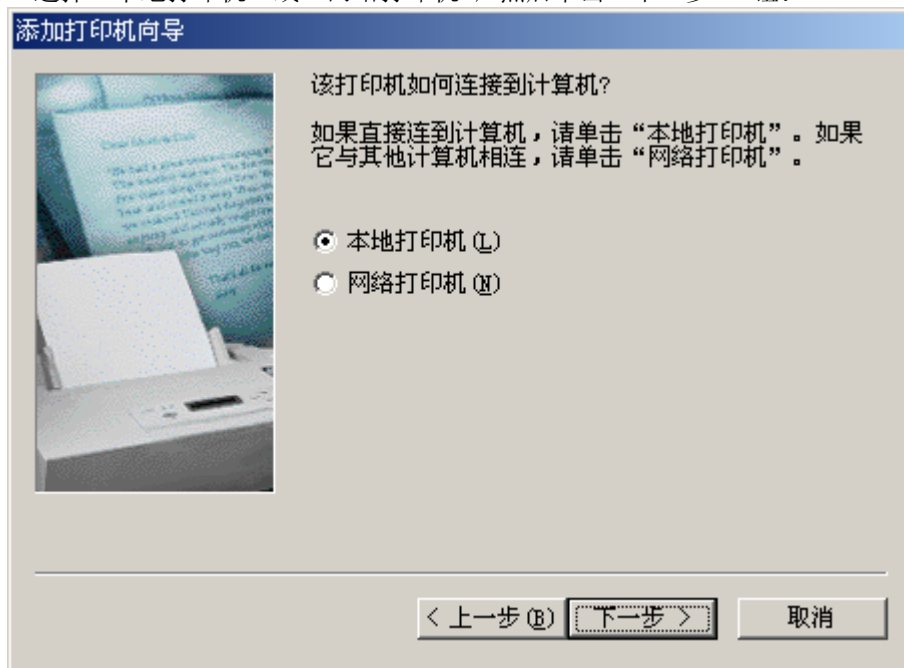 添加打印机向导
该打印机如何连接到计算机?
如果直接连到计算机，请单击“本地打印机”。如果
它与其他计算机相连，请单击“网络打印机”。
本地打印机(L)
网络打印机(N)
< 上一步(B)
下一步 >
取消